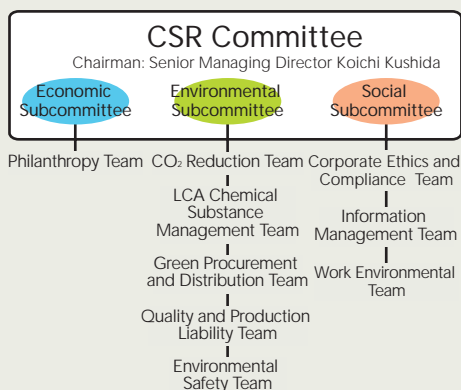 CSR Committee
Chairman: Senior Managing Director Koichi Kushida
Economic
Subcommittee
Environmental
Subcommittee
Social
Subcommittee
Philanthropy Team
CO₂ Reduction Team
LCA Chemical
Substance
Management Team
Green Procurement
and Distribution Team
Quality and Production
Liability Team
Environmental
Safety Team
Corporate Ethics and
Compliance Team
Information
Management Team
Work Environmental
Team